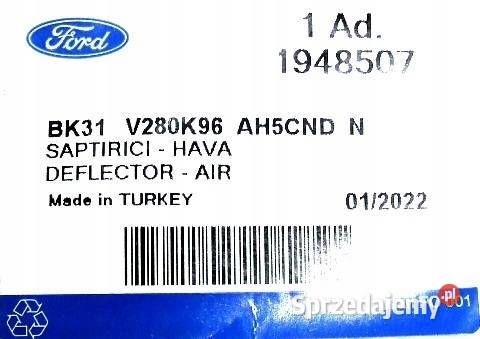 Ford
1 Ad.
1948507
BK31 V280K96 AH5CND N
SAPTIRICI - HAVA
DEFLECTOR - AIR
Made in TURKEY
01/2022
Sprzedajemy.pl